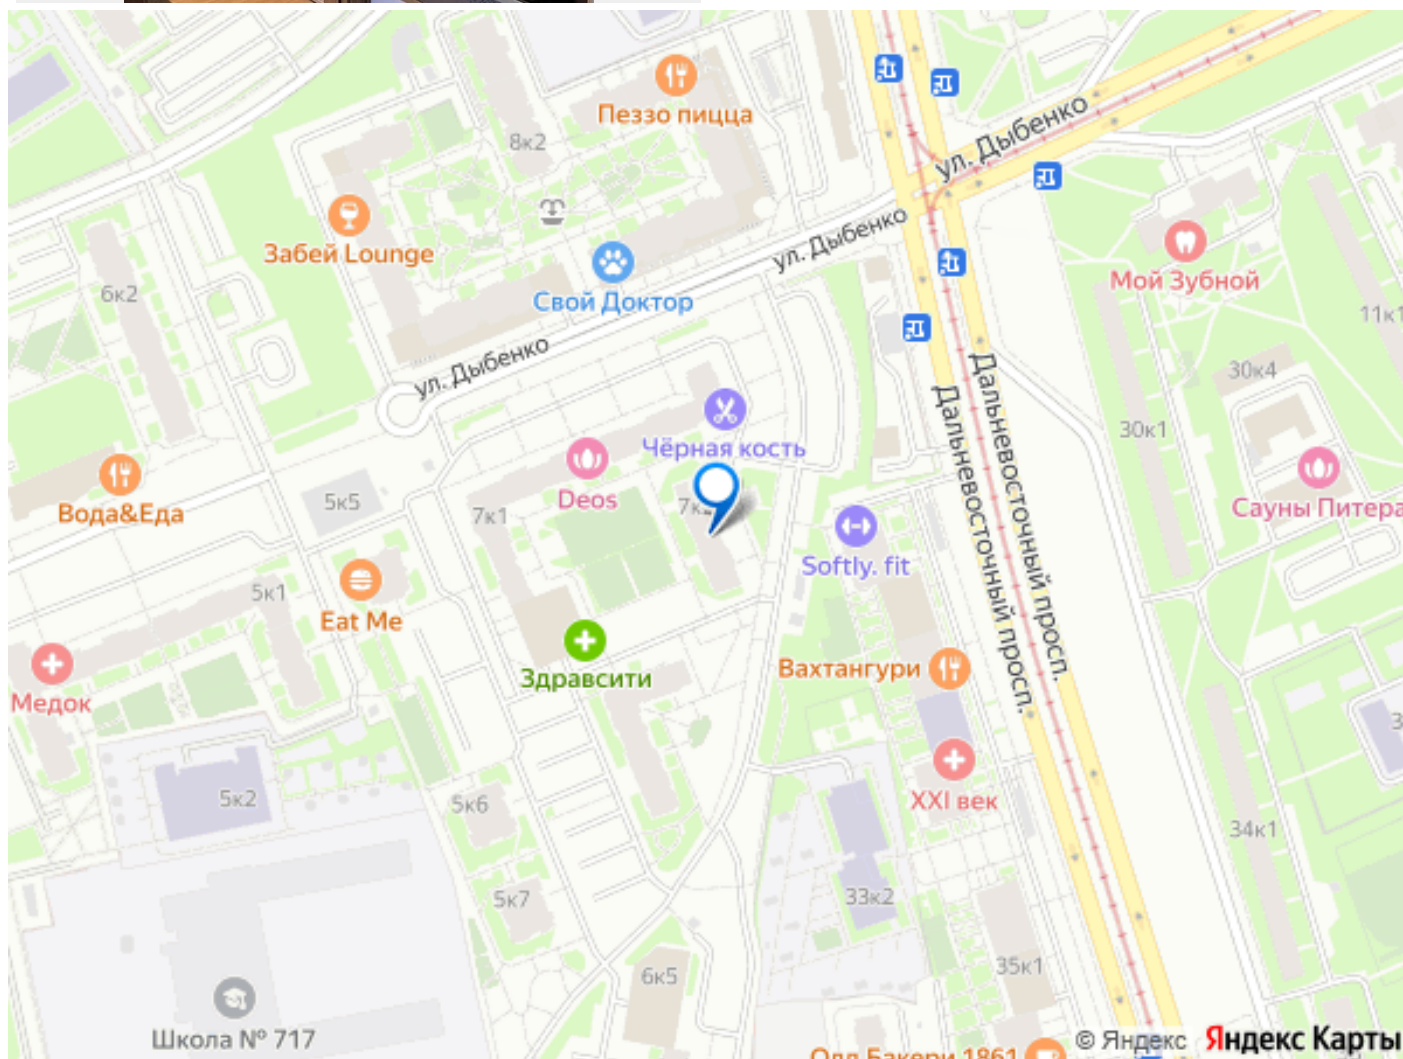 Пеззо пицца
8к2
ул. Дыбенко
Забей Lounge
ул. Дыбенко
Мой Зубной
6к2
Свой Доктор
11к1
ул. Дыбенко
30к4
Дальневосточный просп.
Дальневосточный просп.
Чёрная кость
30к1
Вода&Еда
5к5
7к1
Deos
Сауны Питера
Softly. fit
5к1
Eat Me
Здравсити
Вахтангури
Медок
5к2
5к6
XXI век
34к1
5к7
33к2
6к5
35к1
Школа № 717
© Яндекс Яндекс Карты